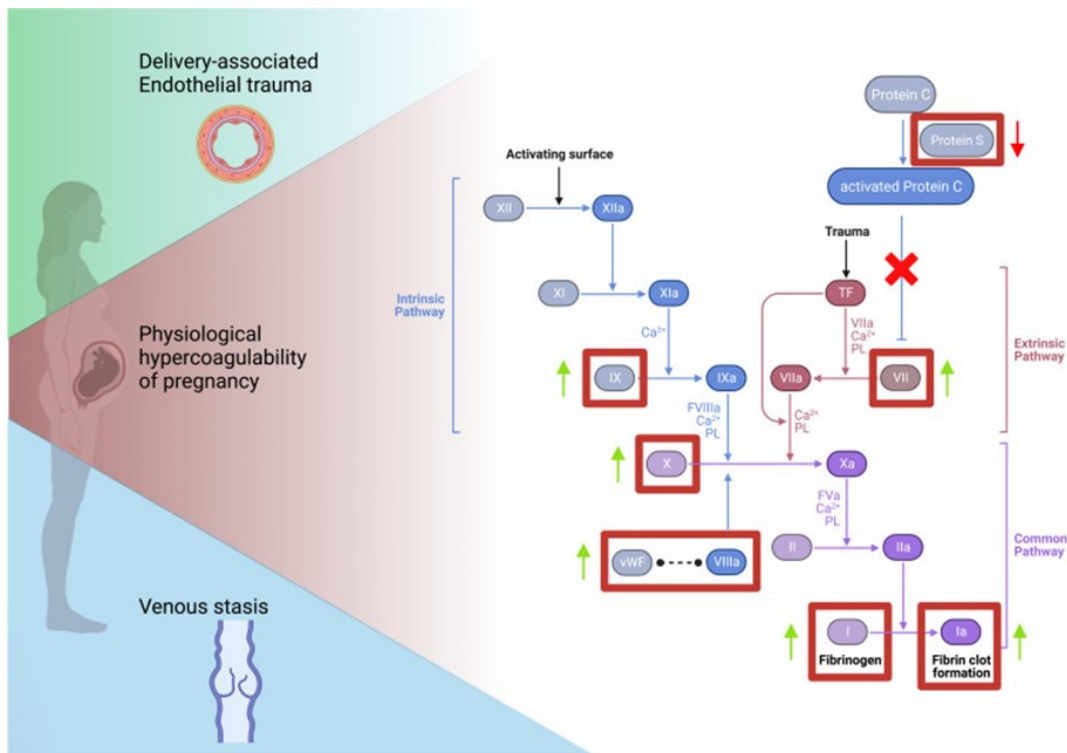 Delivery-associated
Endothelial trauma
Physiological
hypercoagulability
of pregnancy
Venous stasis
Protein C
Protein S
activated Protein C
Activating surface
XII
XIIa
Trauma
Intrinsic
Pathway
XI
XIa
TF
Ca²⁺
VIIa
Ca²⁺
PL
Extrinsic
Pathway
IX
IXa
VIIa
VII
FVIIIa
Ca²⁺
PL
Ca²⁺
PL
X
Xa
FVa
Ca²⁺
PL
Common
Pathway
vWF
VIIIa
II
IIa
I
Ia
Fibrinogen
Fibrin clot
formation